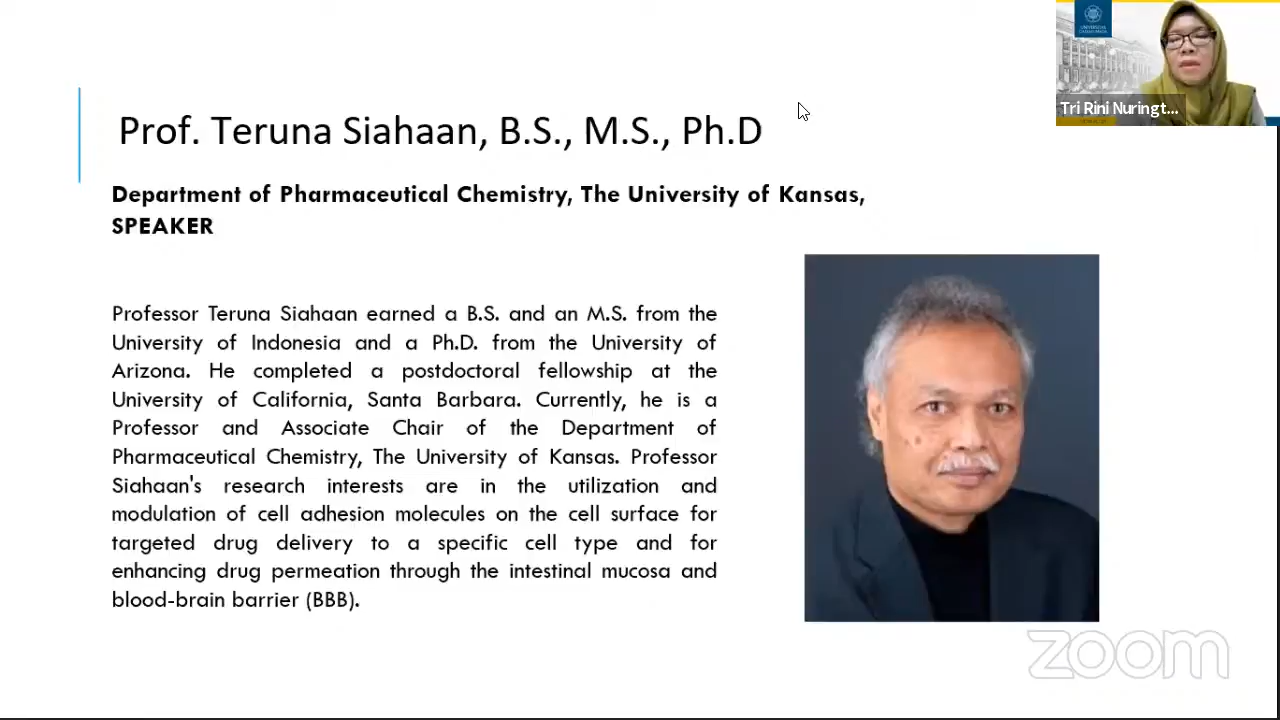 Prof. Teruna Siahaan, B.S., M.S., Ph.D
Department of Pharmaceutical Chemistry, The University of Kansas,
SPEAKER
Professor Teruna Siahaan earned a B.S. and an M.S. from the
University of Indonesia and a Ph.D. from the University of
Arizona. He completed a postdoctoral fellowship at the
University of California, Santa Barbara. Currently, he is a
Professor and Associate Chair of the Department of
Pharmaceutical Chemistry, The University of Kansas. Professor
Siahaan's research interests are in the utilization and
modulation of cell adhesion molecules on the cell surface for
targeted drug delivery to a specific cell type and for
enhancing drug permeation through the intestinal mucosa and
blood-brain barrier (BBB).
UNIVERSITAS
GADJAH MADA
Tri Rini Nuringt...
zoom